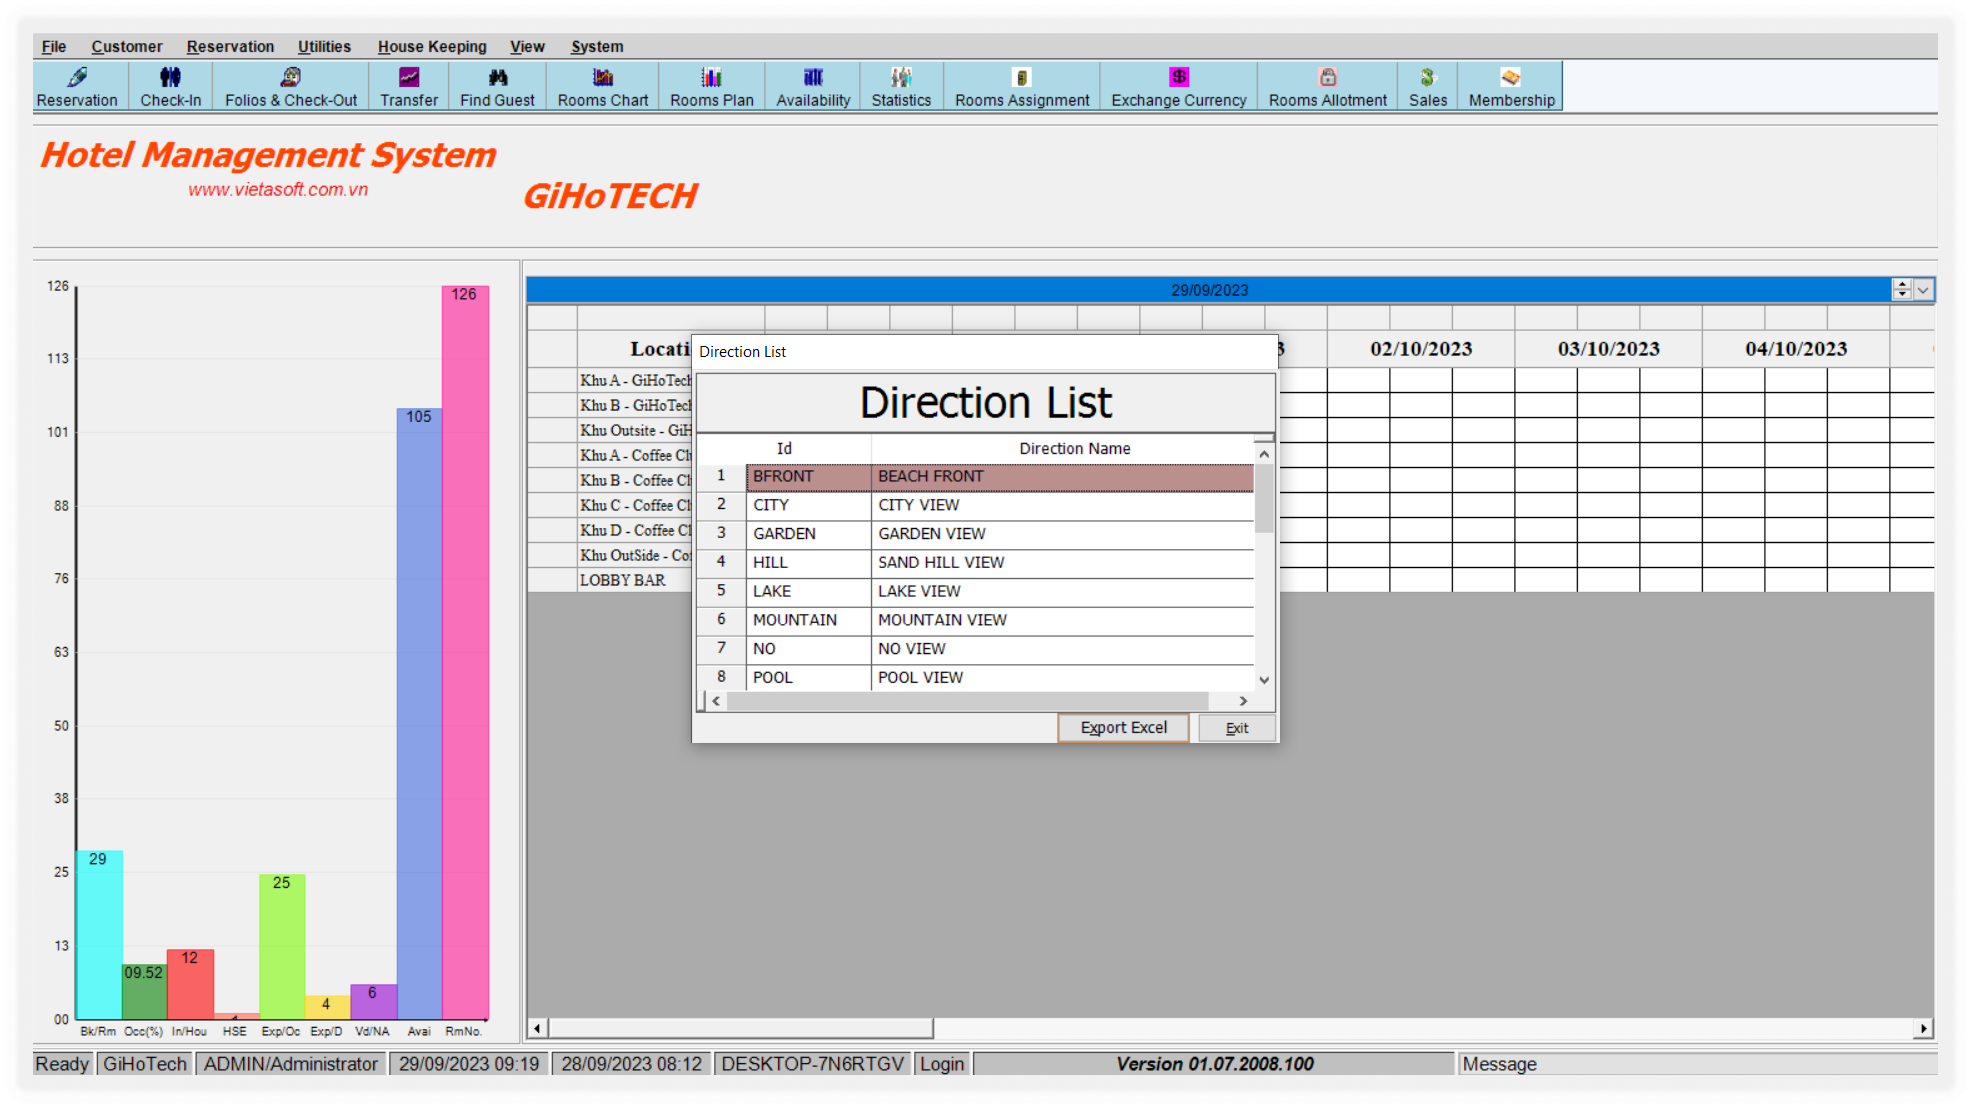 File Customer Reservation Utilities House Keeping View System
Reservation Check-In Folios & Check-Out Transfer Find Guest Rooms Chart Rooms Plan Availability Statistics Rooms Assignment Exchange Currency Rooms Allotment Sales Membership
Hotel Management System
www.vietasoft.com.vn
GiHoTECH
29/09/2023
02/10/2023 03/10/2023 04/10/2023
Khu A - GiHoTech
Khu B - GiHoTech
Khu Outsite -
Khu A - Coffee
Khu B - Coffee
Khu C - Coffee
Khu D - Coffee
Khu OutSide -
LOBBY BAR
Direction List
Direction List
Id Direction Name
1 BFRONT BEACH FRONT
2 CITY CITY VIEW
3 GARDEN GARDEN VIEW
4 HILL SAND HILL VIEW
5 LAKE LAKE VIEW
6 MOUNTAIN MOUNTAIN VIEW
7 NO NO VIEW
8 POOL POOL VIEW
Export Excel Exit
126
113
101
88
76
63
50
38
25
13
00
29
09.52
12
25
4
6
105
126
Bk/Rm Occ(%) In/Hou HSE Exp/Oc Exp/D Vd/NA Avai RmNo.
Ready GiHoTech ADMIN/Administrator 29/09/2023 09:19 28/09/2023 08:12 DESKTOP-7N6RTGV Login Version 01.07.2008.100 Message